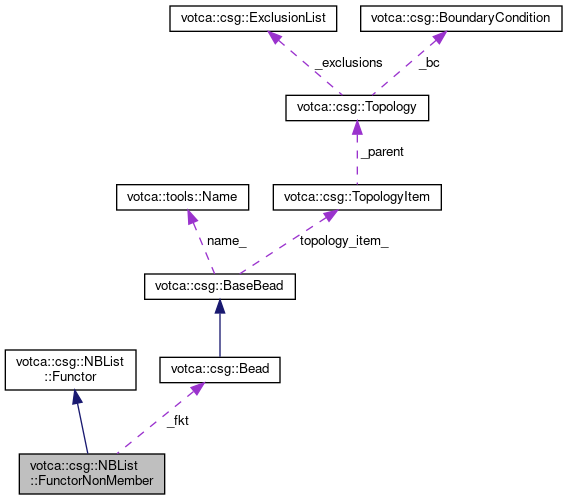 votca::csg::ExclusionList
votca::csg::BoundaryCondition
_exclusions
_bc
votca::csg::Topology
_parent
votca::tools::Name
votca::csg::TopologyItem
name_
topology_item_
votca::csg::BaseBead
votca::csg::NBList
::Functor
votca::csg::Bead
_fkt
votca::csg::NBList
::FunctorNonMember